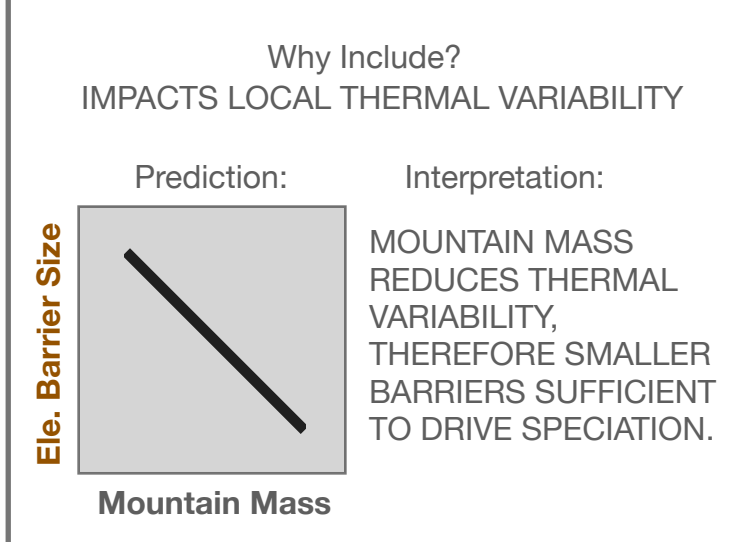 Why Include?
IMPACTS LOCAL THERMAL VARIABILITY
Prediction:
Ele. Barrier Size
Mountain Mass
Interpretation:
MOUNTAIN MASS
REDUCES THERMAL
VARIABILITY,
THEREFORE SMALLER
BARRIERS SUFFICIENT
TO DRIVE SPECIATION.